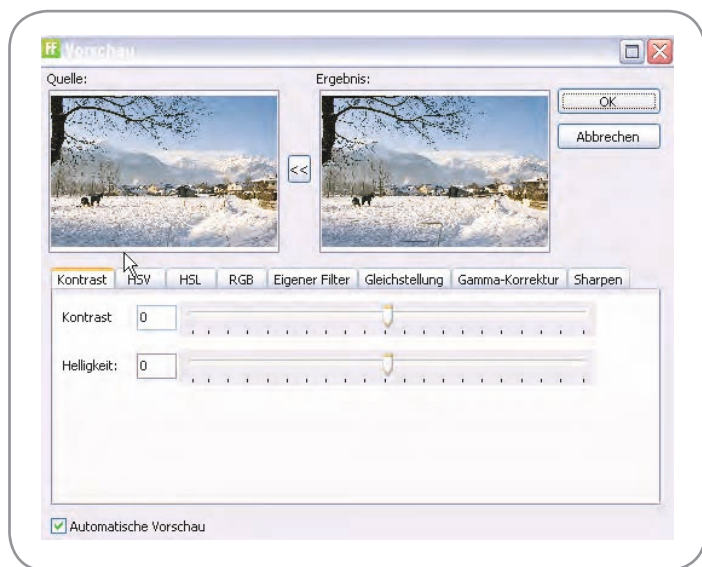 Vorschau
Quelle:
Ergebnis:
OK
Abbrechen
<<
Kontrast HSV HSL RGB Eigener Filter Gleichstellung Gamma-Korrektur Sharpen
Kontrast 0
Helligkeit: 0
Automatische Vorschau